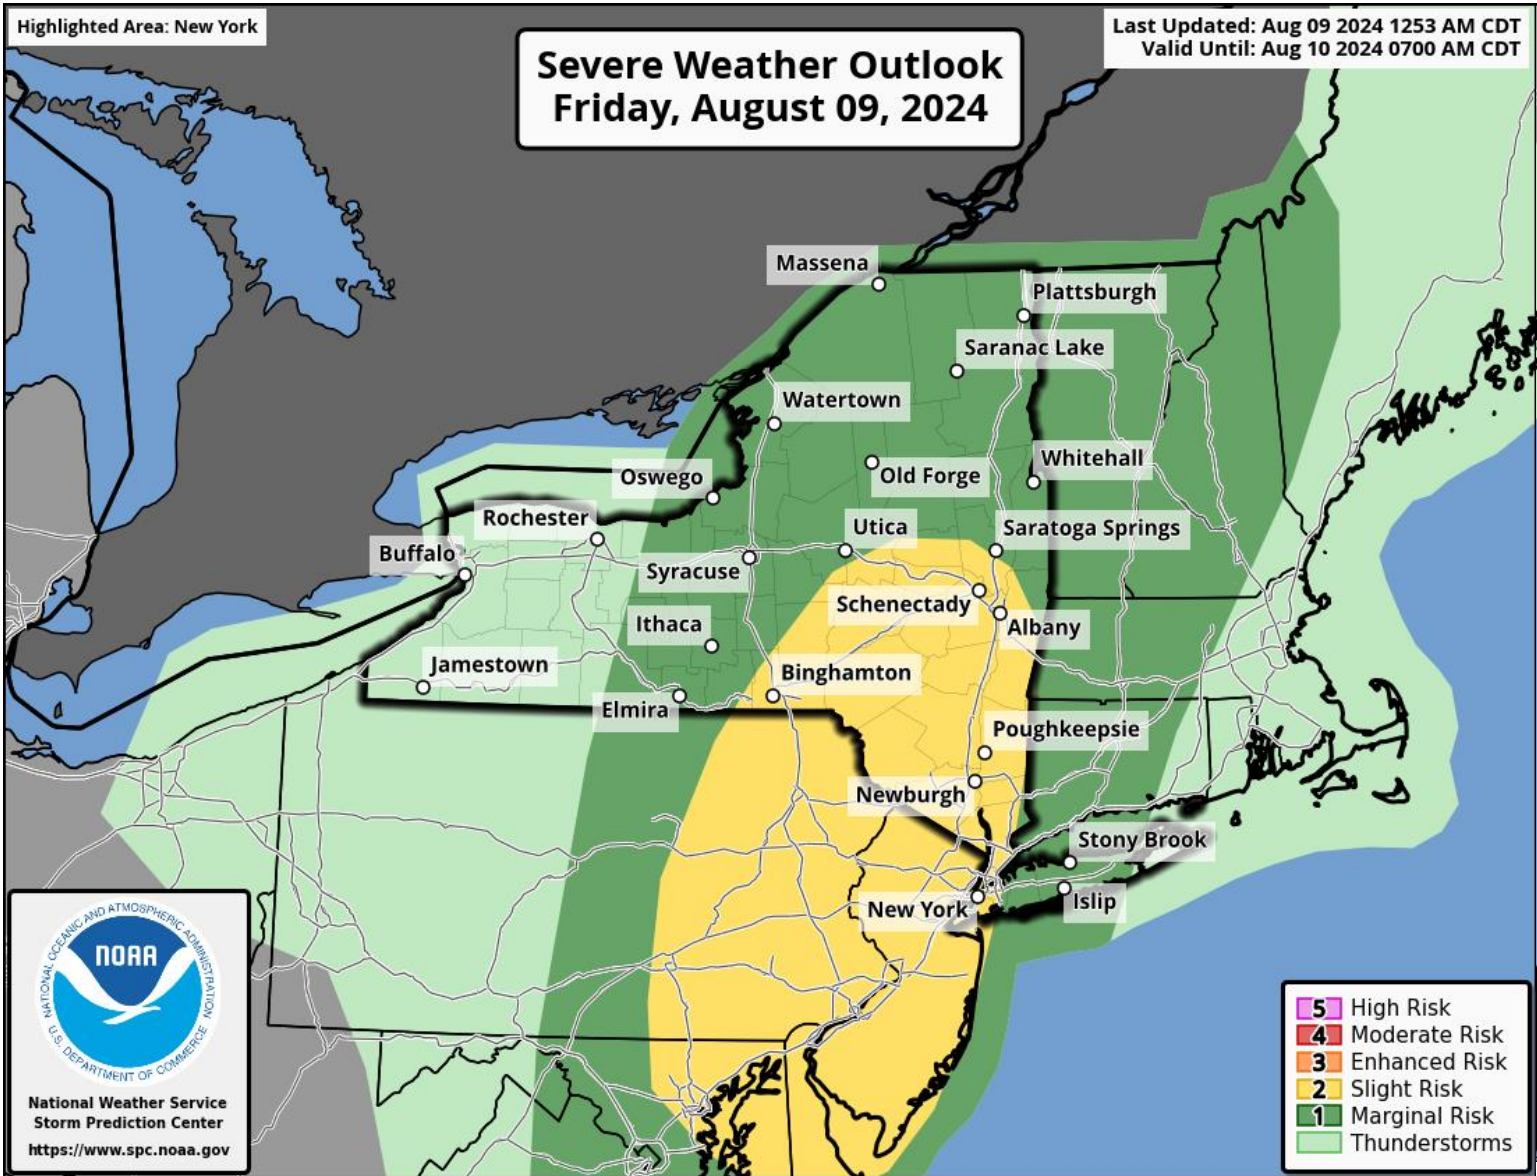 Highlighted Area: New York
Severe Weather Outlook
Friday, August 09, 2024
Last Updated: Aug 09 2024 1253 AM CDT
Valid Until: Aug 10 2024 0700 AM CDT
Massena
Plattsburgh
Saranac Lake
Watertown
Whitehall
Old Forge
Oswego
Rochester
Utica
Saratoga Springs
Buffalo
Syracuse
Schenectady
Ithaca
Albany
Jamestown
Binghamton
Elmira
Poughkeepsie
Newburgh
Stony Brook
Islip
New York
NATIONAL OCEANIC AND ATMOSPHERIC ADMINISTRATION
NOAA
U.S. DEPARTMENT OF COMMERCE
National Weather Service
Storm Prediction Center
https://www.spc.noaa.gov
5 High Risk
4 Moderate Risk
3 Enhanced Risk
2 Slight Risk
1 Marginal Risk
Thunderstorms